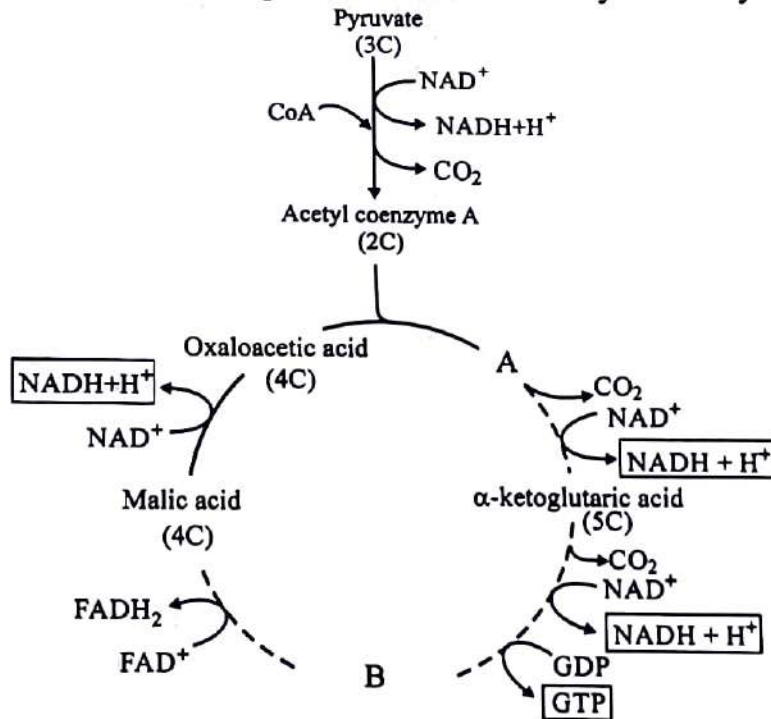 Pyruvate
(3C)
NAD⁺
CoA
NADH+H⁺
CO₂
Acetyl coenzyme A
(2C)
Oxaloacetic acid
(4C)
A
CO₂
NADH+H⁺
NAD⁺
NAD⁺
NADH + H⁺
Malic acid
(4C)
α-ketoglutaric acid
(5C)
CO₂
NAD⁺
FADH₂
NADH + H⁺
FAD⁺
B
GDP
GTP